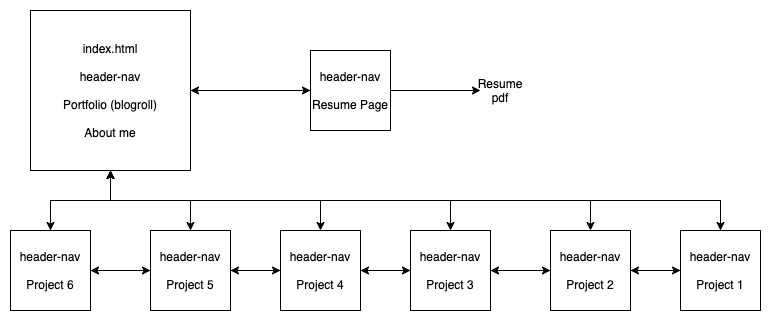 index.html
header-nav
Portfolio (blogroll)
About me
header-nav
Resume Page
Resume
pdf
header-nav
Project 6
header-nav
Project 5
header-nav
Project 4
header-nav
Project 3
header-nav
Project 2
header-nav
Project 1